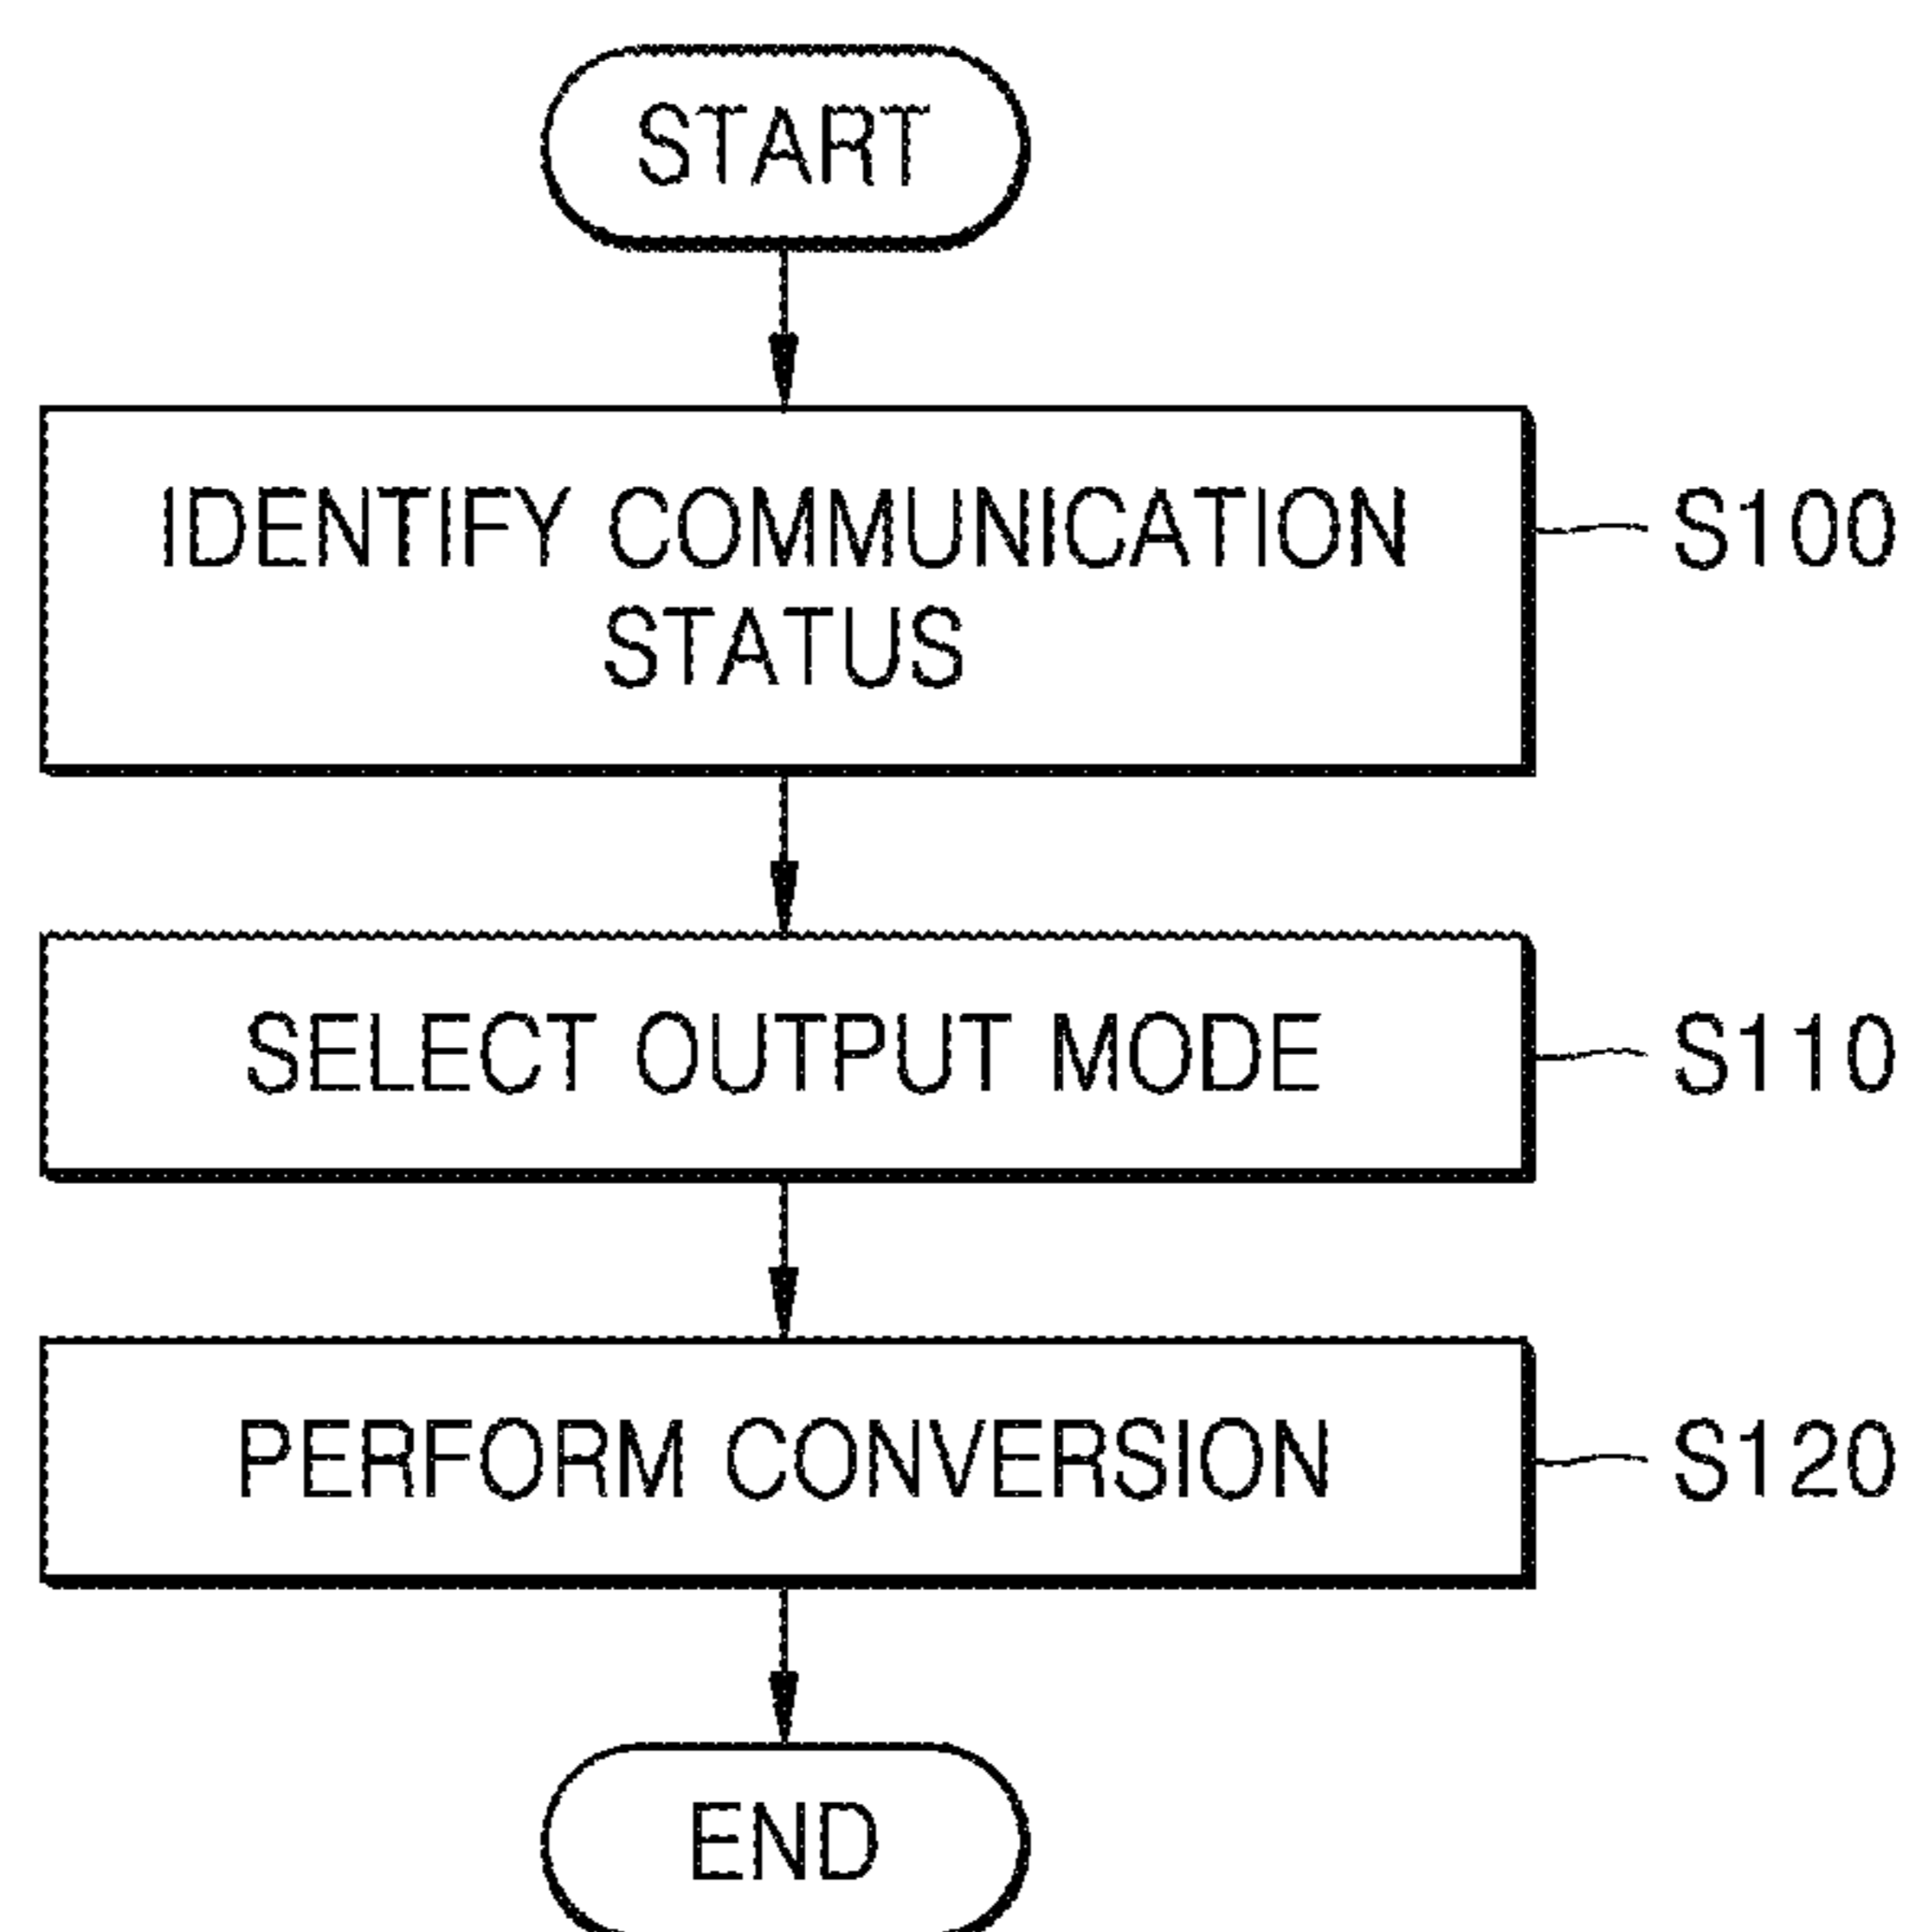 START
IDENTIFY COMMUNICATION
STATUS
S100
SELECT OUTPUT MODE
S110
PERFORM CONVERSION
S120
END